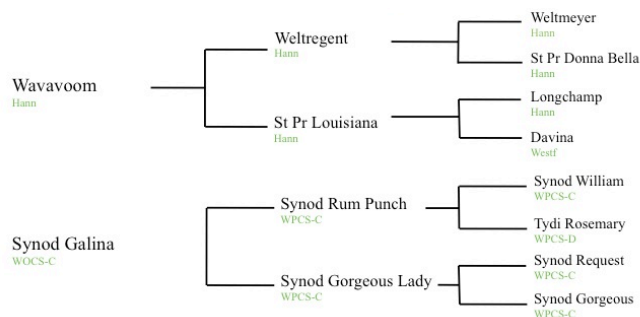 Wavavoom
Hann
Weltregent
Hann
Weltmeyer
Hann
St Pr Donna Bella
Hann
St Pr Louisiana
Hann
Longchamp
Hann
Davina
Westf
Synod Galina
WOCS-C
Synod Rum Punch
WPCS-C
Synod William
WPCS-C
Tydi Rosemary
WPCS-D
Synod Gorgeous Lady
WPCS-C
Synod Request
WPCS-C
Synod Gorgeous
WPCS-C